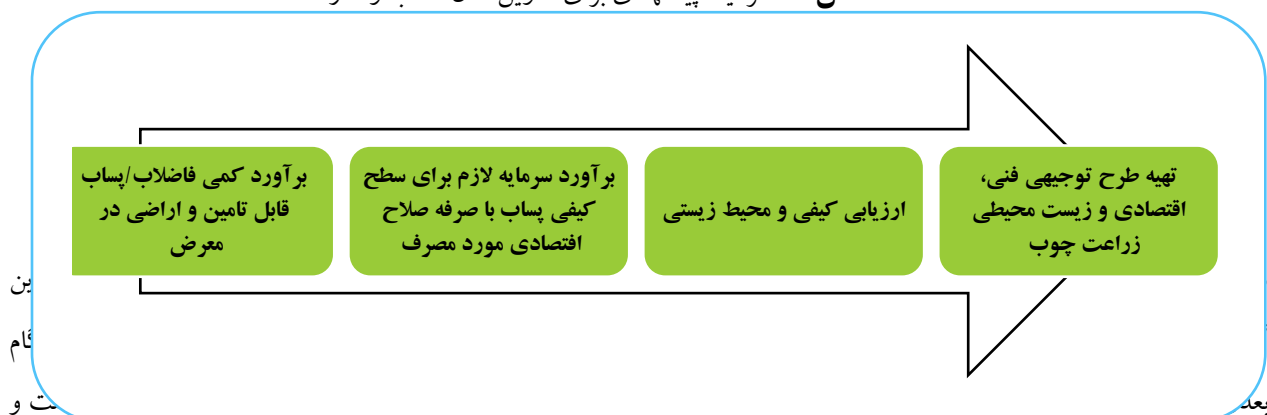 برآورد کمی فاضلاب/پساب
قابل تامین و اراضی در
معرض
برآورد سرمایه لازم برای سطح
کیفی پساب با صرفه صلاح
افتصادی مورد مصرف
ارزیابی کیفی و محیط زیستی
تهیه طرح توجیهی فنی،
اقتصادی و زیست محیطی
زراعت چوب